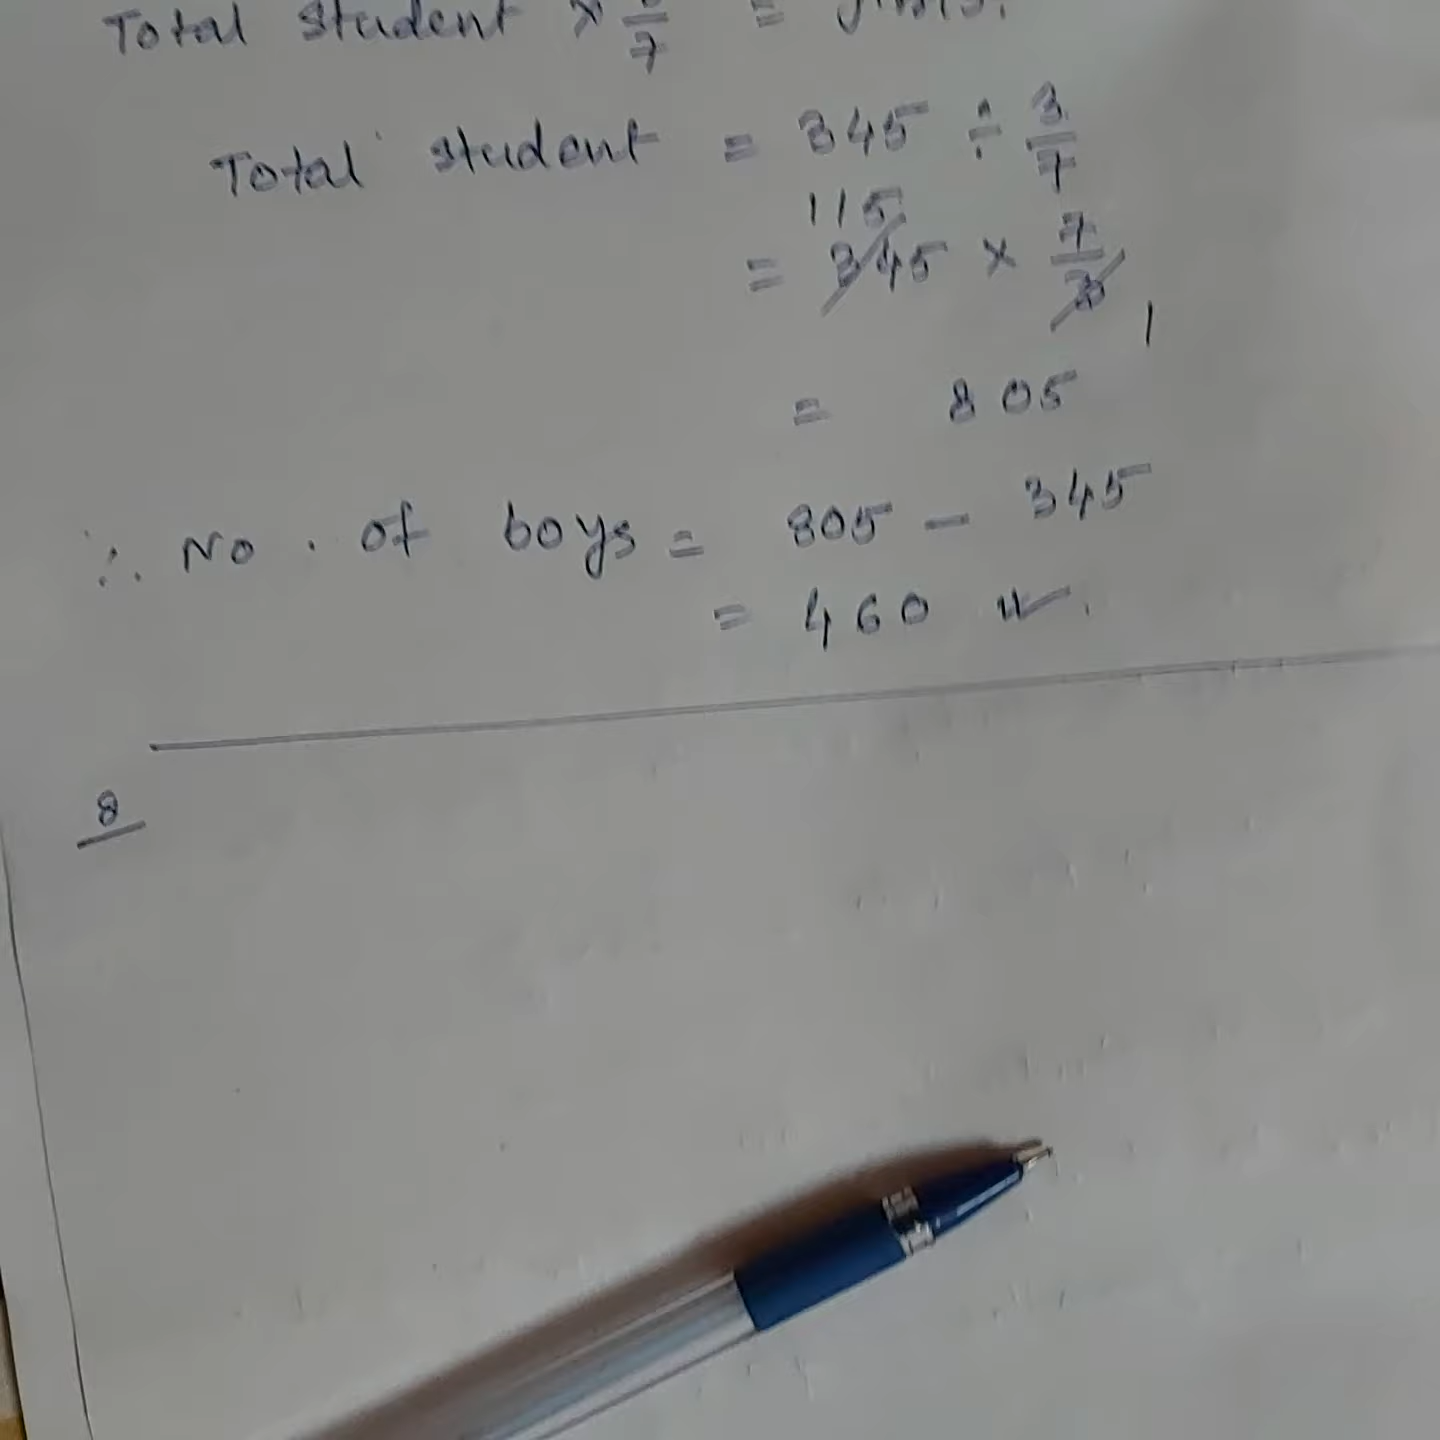 Total student × /7 =
Total student = 345 ÷ 3/7
115
= 345 × 7/3
1
= 805
∴ No. of boys = 805 - 345
= 460
8